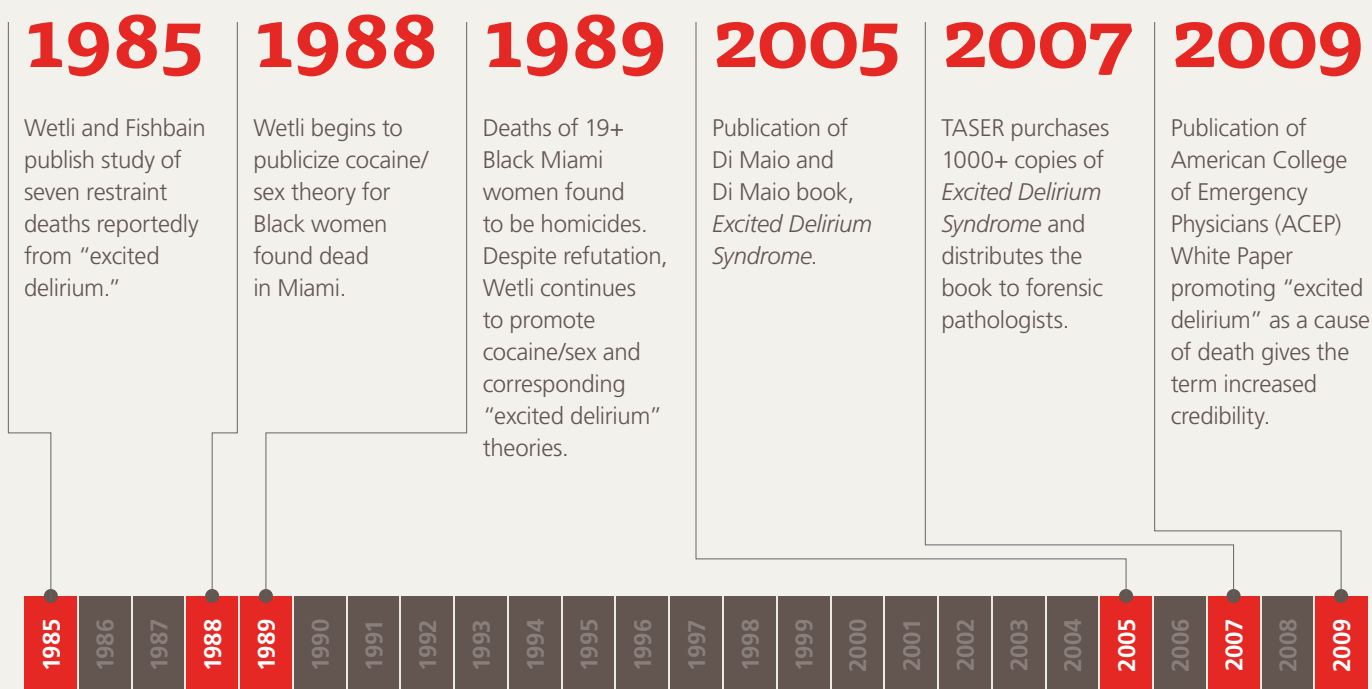 1985
Wetli and Fishbain
publish study of
seven restraint
deaths reportedly
from “excited
delirium.”
1988
Wetli begins to
publicize cocaine/
sex theory for
Black women
found dead
in Miami.
1989
Deaths of 19+
Black Miami
women found
to be homicides.
Despite refutation,
Wetli continues
to promote
cocaine/sex and
corresponding
“excited delirium”
theories.
2005
Publication of
Di Maio and
Di Maio book,
Excited Delirium
Syndrome.
2007
TASER purchases
1000+ copies of
Excited Delirium
Syndrome and
distributes the
book to forensic
pathologists.
2009
Publication of
American College
of Emergency
Physicians (ACEP)
White Paper
promoting “excited
delirium” as a cause
of death gives the
term increased
credibility.
1985
1986
1987
1988
1989
1990
1991
1992
1993
1994
1995
1996
1997
1998
1999
2000
2001
2002
2003
2004
2005
2006
2007
2008
2009